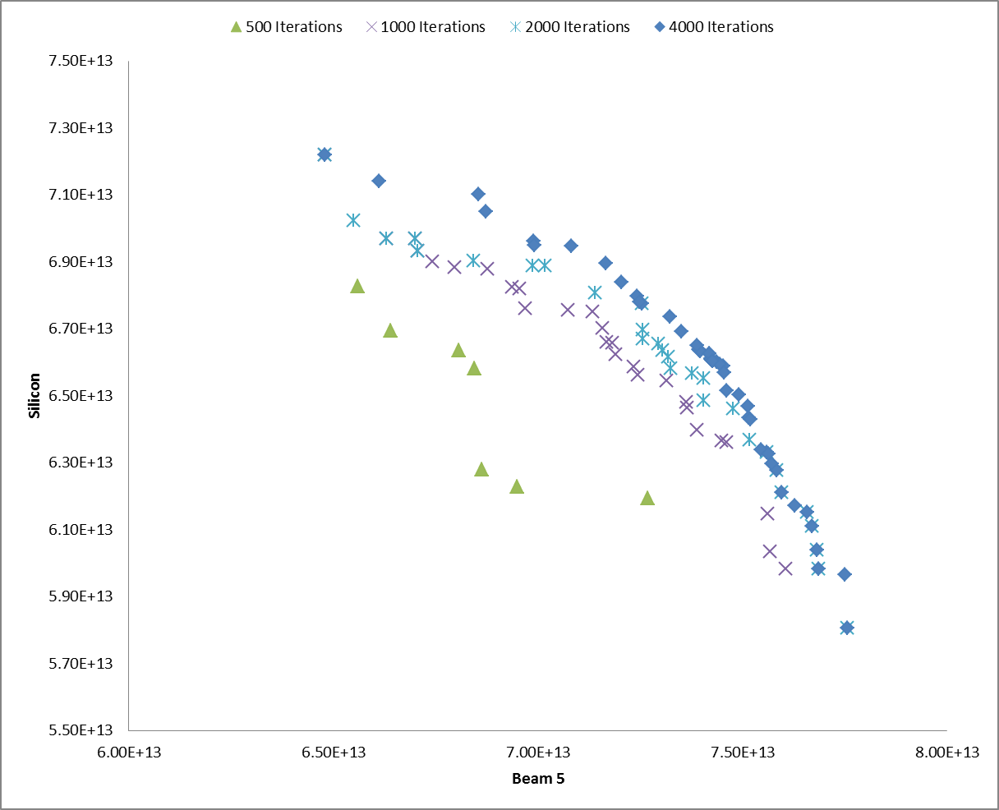 500 Iterations 1000 Iterations 2000 Iterations 4000 Iterations
7.50E+13
7.30E+13
7.10E+13
6.90E+13
6.70E+13
6.50E+13
6.30E+13
6.10E+13
5.90E+13
5.70E+13
5.50E+13
Silicon
6.00E+13 6.50E+13 7.00E+13 7.50E+13 8.00E+13
Beam 5